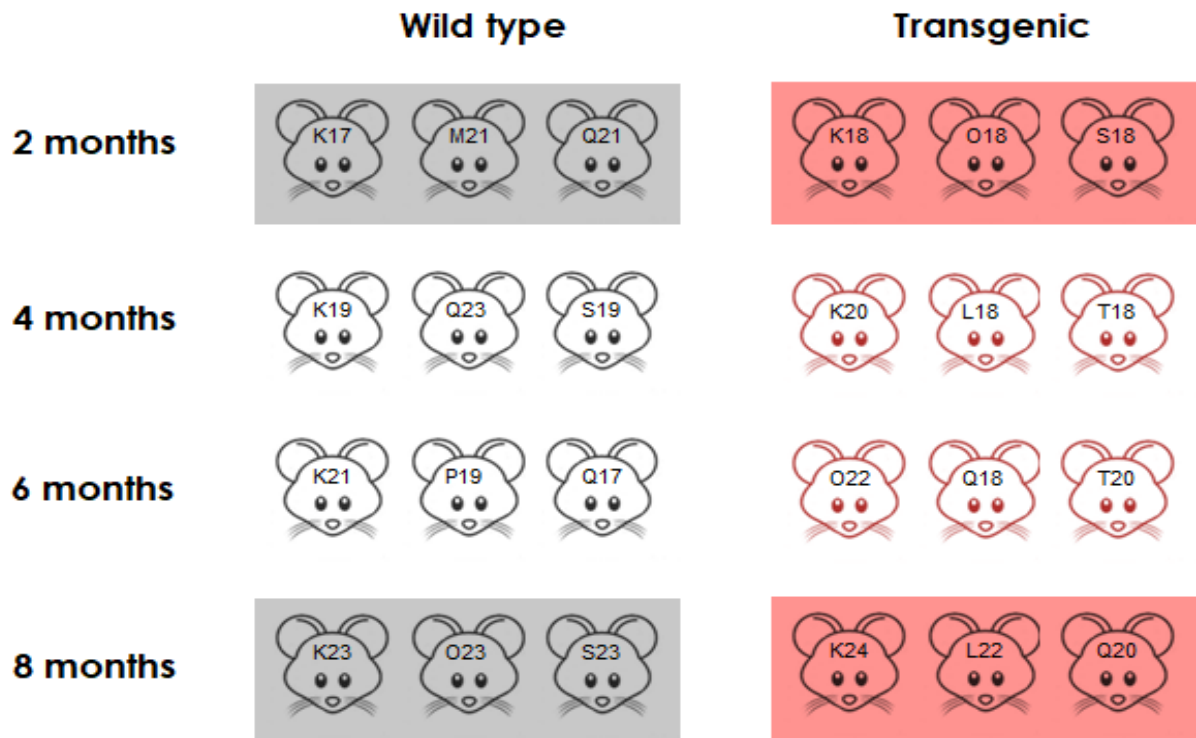 Wild type Transgenic
2 months K17 M21 Q21 K18 O18 S18
4 months K19 Q23 S19 K20 L18 T18
6 months K21 P19 Q17 O22 Q18 T20
8 months K23 O23 S23 K24 L22 Q20